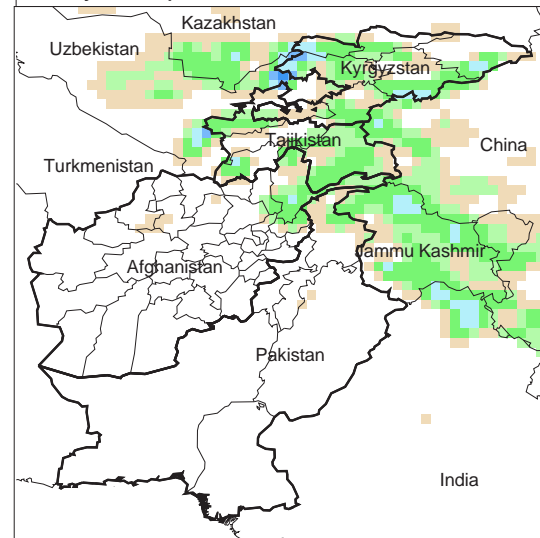 Kazakhstan
Uzbekistan
Kyrgyzstan
Tajikistan
China
Turkmenistan
Jammu Kashmir
Afghanistan
Pakistan
India